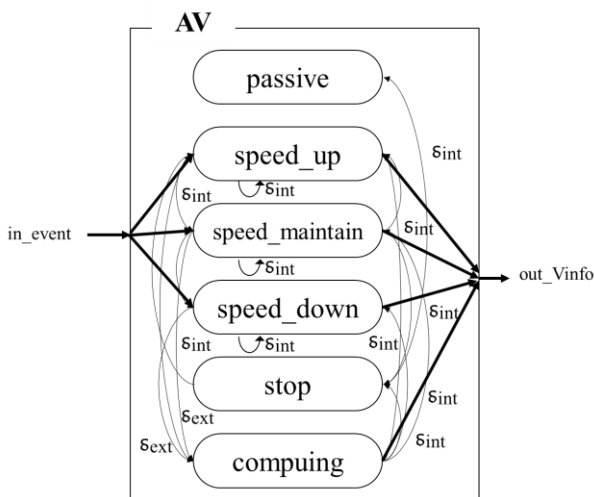 AV
passive
speed_up
δint
δint
δint
in_event
speed_maintain
δint
δint
out_Vinfo
speed_down
δint
δint
δint
δint
stop
δint
δext
δext
compuing
δint